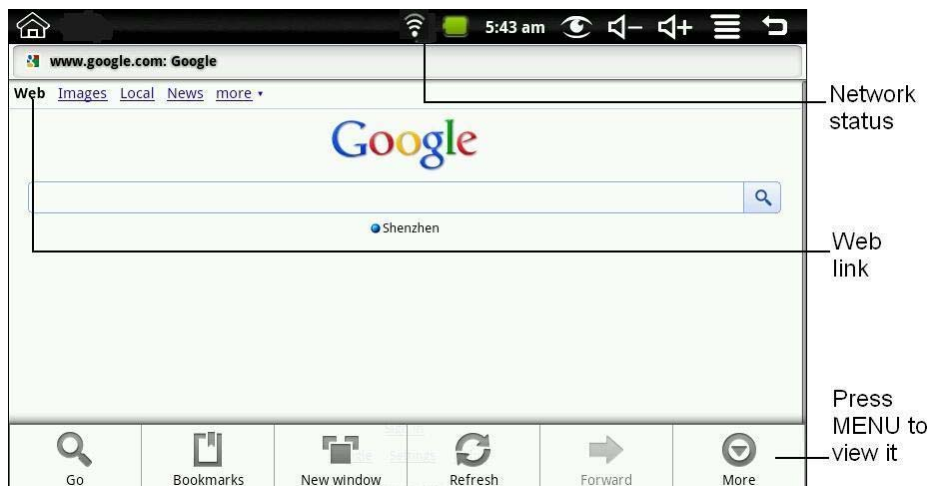 5:43 am
www.google.com: Google
Web Images Local News more
Google
Shenzhen
Network
status
Web
link
Press
MENU to
view it
Settings
Go Bookmarks New window Refresh Forward More